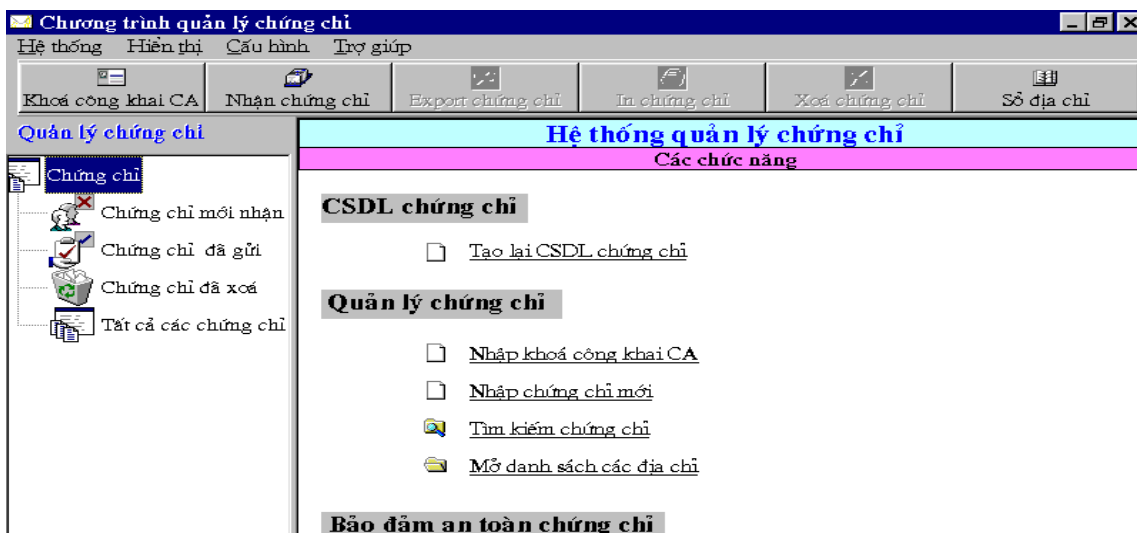 Chương trình quản lý chứng chỉ
Hệ thống Hiển thị Cấu hình Trợ giúp
Khoá công khai CA Nhận chứng chỉ Export chứng chỉ In chứng chỉ Xoá chứng chỉ Sổ địa chỉ
Quản lý chứng chỉ
Chứng chỉ
Chứng chỉ mới nhận
Chứng chỉ đã gửi
Chứng chỉ đã xoá
Tất cả các chứng chỉ
Hệ thống quản lý chứng chỉ
Các chức năng
CSDL chứng chỉ
Tạo lại CSDL chứng chỉ
Quản lý chứng chỉ
Nhập khoá công khai CA
Nhập chứng chỉ mới
Tìm kiếm chứng chỉ
Mở danh sách các địa chỉ
Bảo đảm an toàn chứng chỉ